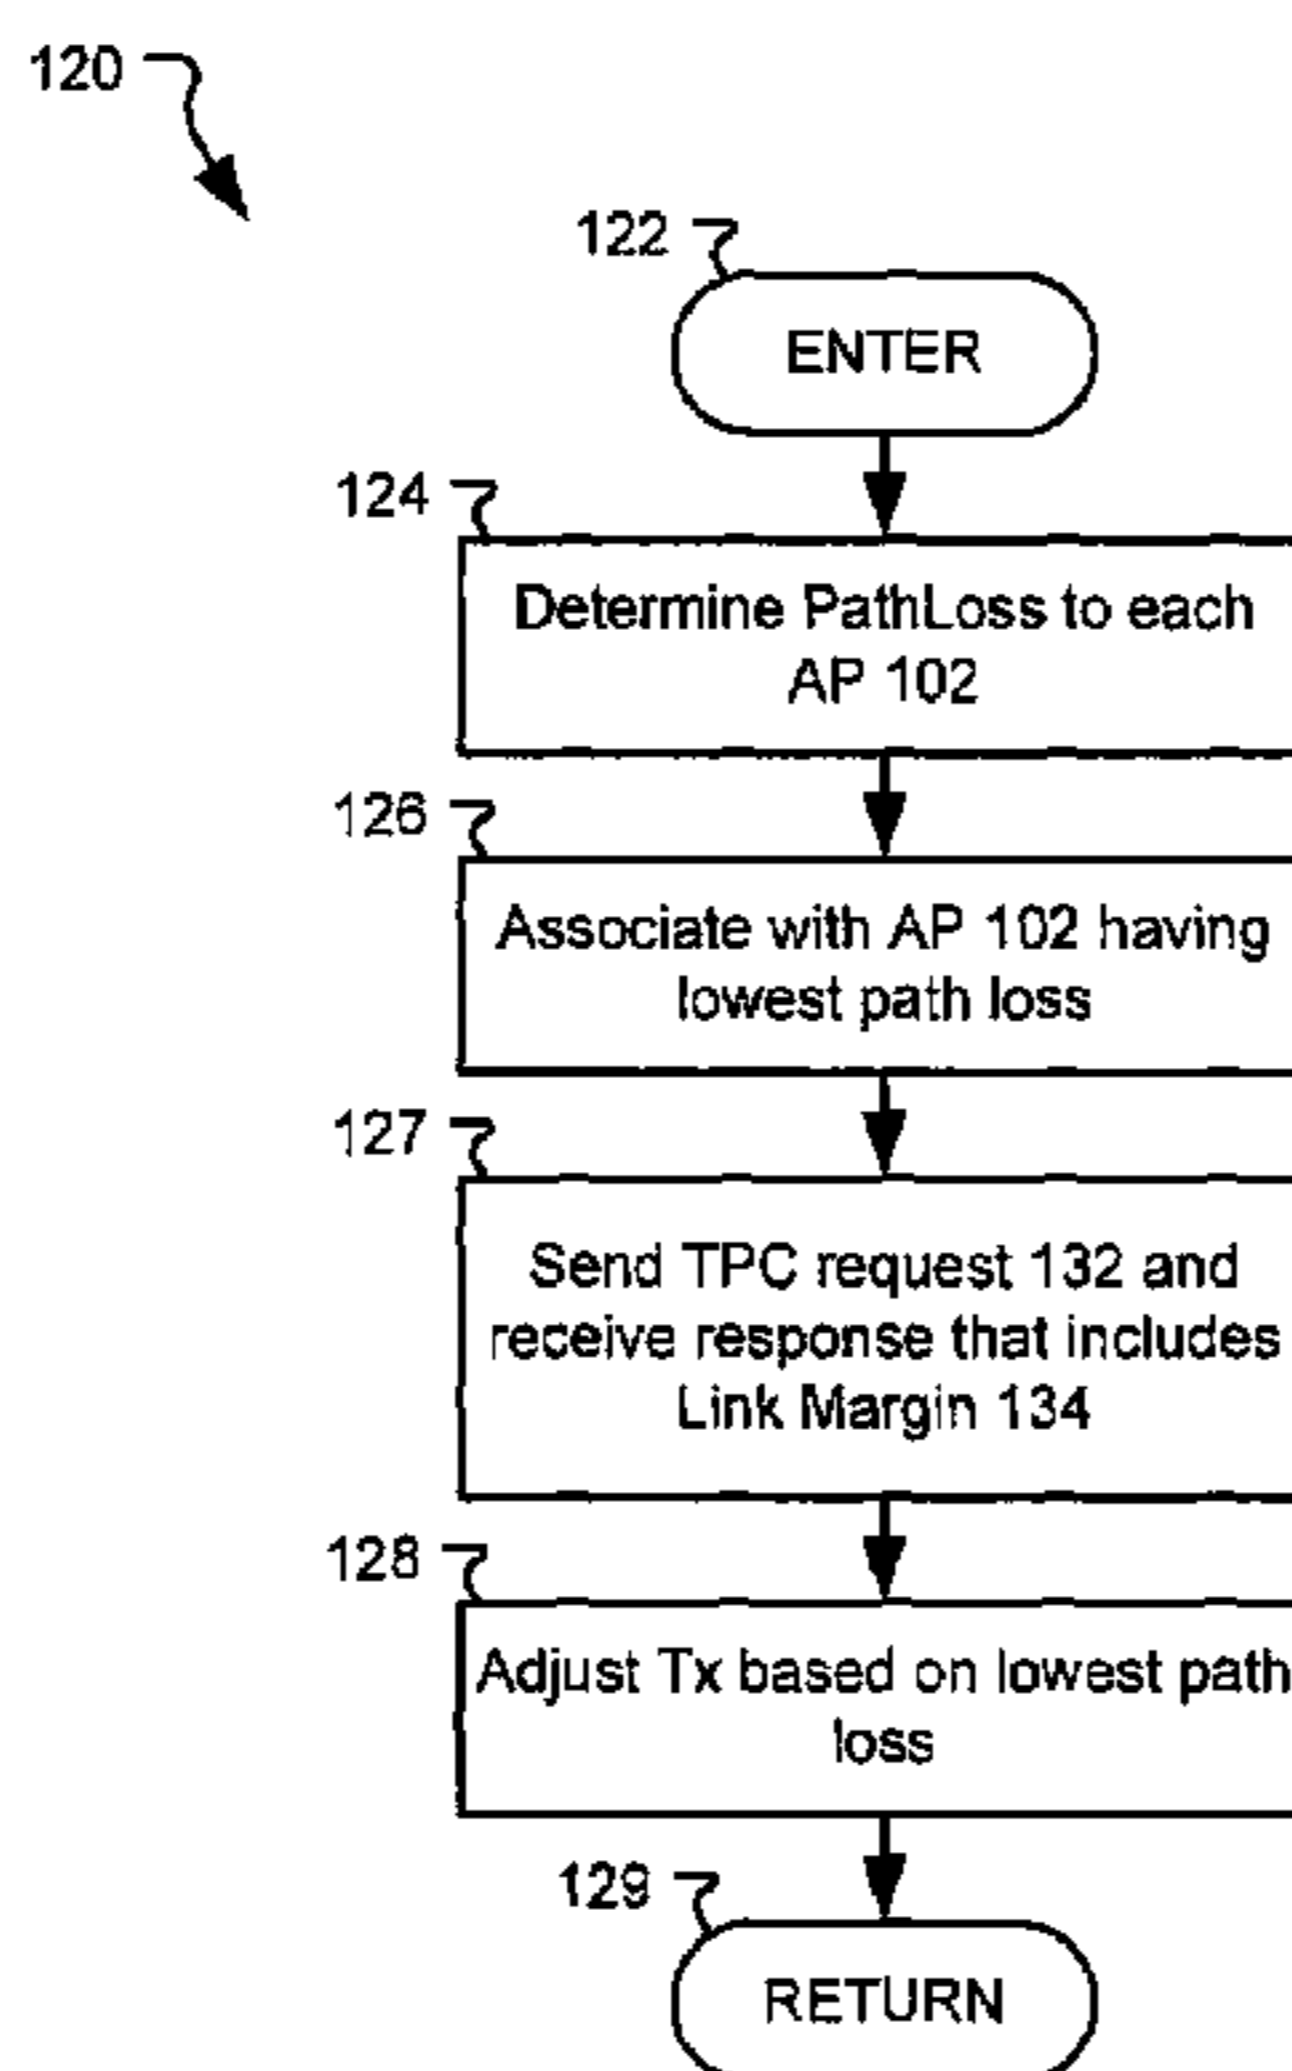 120
122
ENTER
124
Determine PathLoss to each
AP 102
126
Associate with AP 102 having
lowest path loss
127
Send TPC request 132 and
receive response that includes
Link Margin 134
128
Adjust Tx based on lowest path
loss
129
RETURN